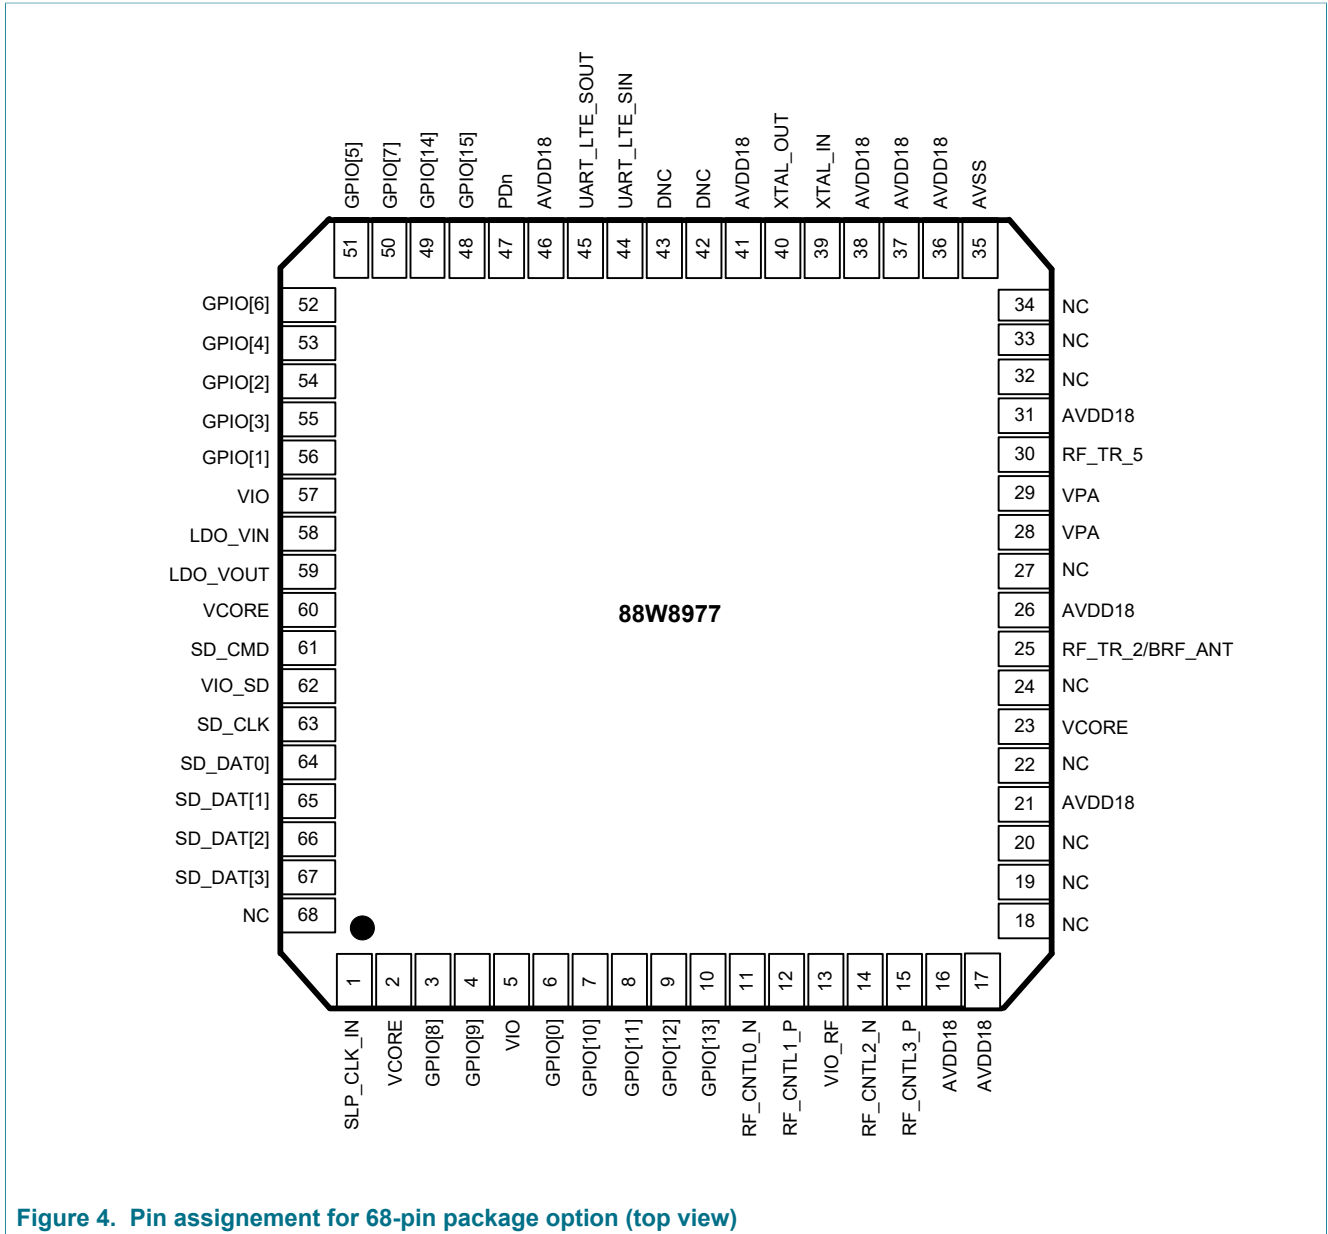 GPIO[5]
GPIO[7]
GPIO[14]
GPIO[15]
PDn
AVDD18
UART_LTE_SOUT
UART_LTE_SIN
DNC
DNC
AVDD18
XTAL_OUT
XTAL_IN
AVDD18
AVDD18
AVDD18
AVSS
51
50
49
48
47
46
45
44
43
42
41
40
39
38
37
36
35
GPIO[6] 52
GPIO[4] 53
GPIO[2] 54
GPIO[3] 55
GPIO[1] 56
VIO 57
LDO_VIN 58
LDO_VOUT 59
VCORE 60
SD_CMD 61
VIO_SD 62
SD_CLK 63
SD_DAT0] 64
SD_DAT[1] 65
SD_DAT[2] 66
SD_DAT[3] 67
NC 68
88W8977
34 NC
33 NC
32 NC
31 AVDD18
30 RF_TR_5
29 VPA
28 VPA
27 NC
26 AVDD18
25 RF_TR_2/BRF_ANT
24 NC
23 VCORE
22 NC
21 AVDD18
20 NC
19 NC
18 NC
1
2
3
4
5
6
7
8
9
10
11
12
13
14
15
16
17
SLP_CLK_IN
VCORE
GPIO[8]
GPIO[9]
VIO
GPIO[0]
GPIO[10]
GPIO[11]
GPIO[12]
GPIO[13]
RF_CNTL0_N
RF_CNTL1_P
VIO_RF
RF_CNTL2_N
RF_CNTL3_P
AVDD18
AVDD18
Figure 4. Pin assignement for 68-pin package option (top view)